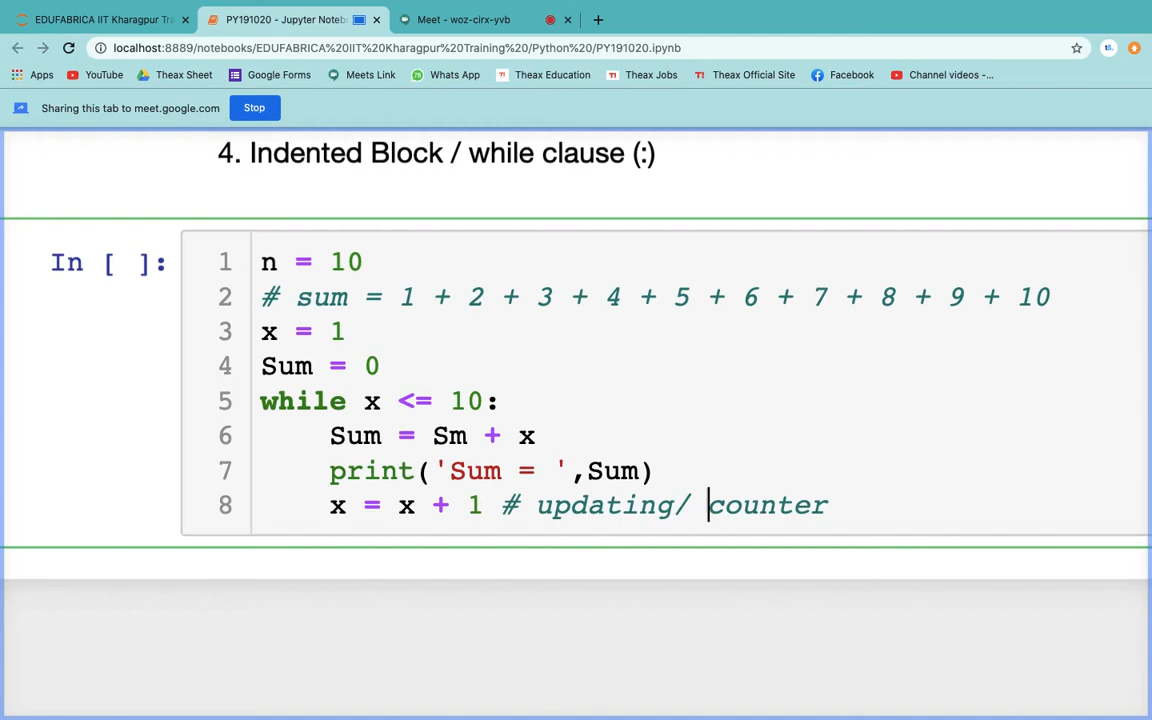 EDUFABRICA IIT Kharagpur Tra
PY191020 - Jupyter Notebo
Meet - woz-cirx-yvb
localhost:8889/notebooks/EDUFABRICA%20IIT%20Kharagpur%20Training%20/Python%20/PY191020.ipynb
Apps YouTube Theax Sheet Google Forms Meets Link Whats App Theax Education Theax Jobs Theax Official Site Facebook Channel videos -...
Sharing this tab to meet.google.com Stop
4. Indented Block / while clause (:)
In [ ]:
1 n = 10
2 # sum = 1 + 2 + 3 + 4 + 5 + 6 + 7 + 8 + 9 + 10
3 x = 1
4 Sum = 0
5 while x <= 10:
6 Sum = Sm + x
7 print('Sum = ',Sum)
8 x = x + 1 # updating/ counter